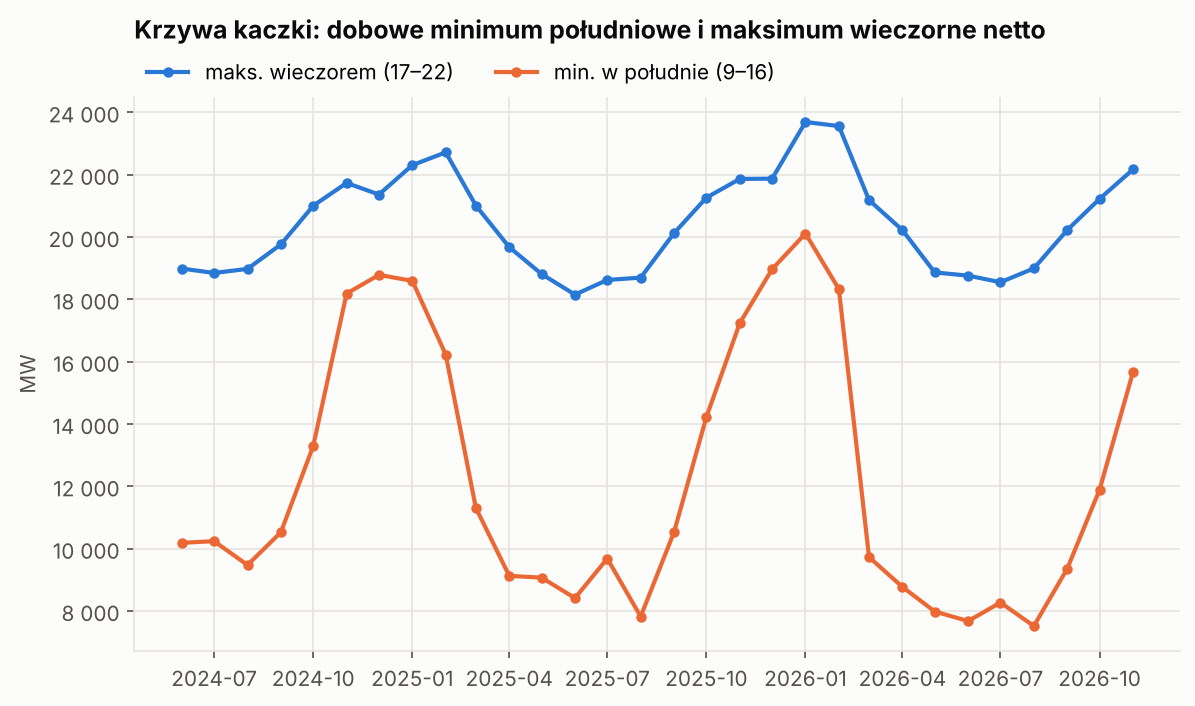 Krzywa kaczki: dobowe minimum południowe i maksimum wieczorne netto
maks. wieczorem (17–22) min. w południe (9–16)
24 000
22 000
20 000
18 000
16 000
14 000
12 000
10 000
8 000
MW
2024-07 2024-10 2025-01 2025-04 2025-07 2025-10 2026-01 2026-04 2026-07 2026-10